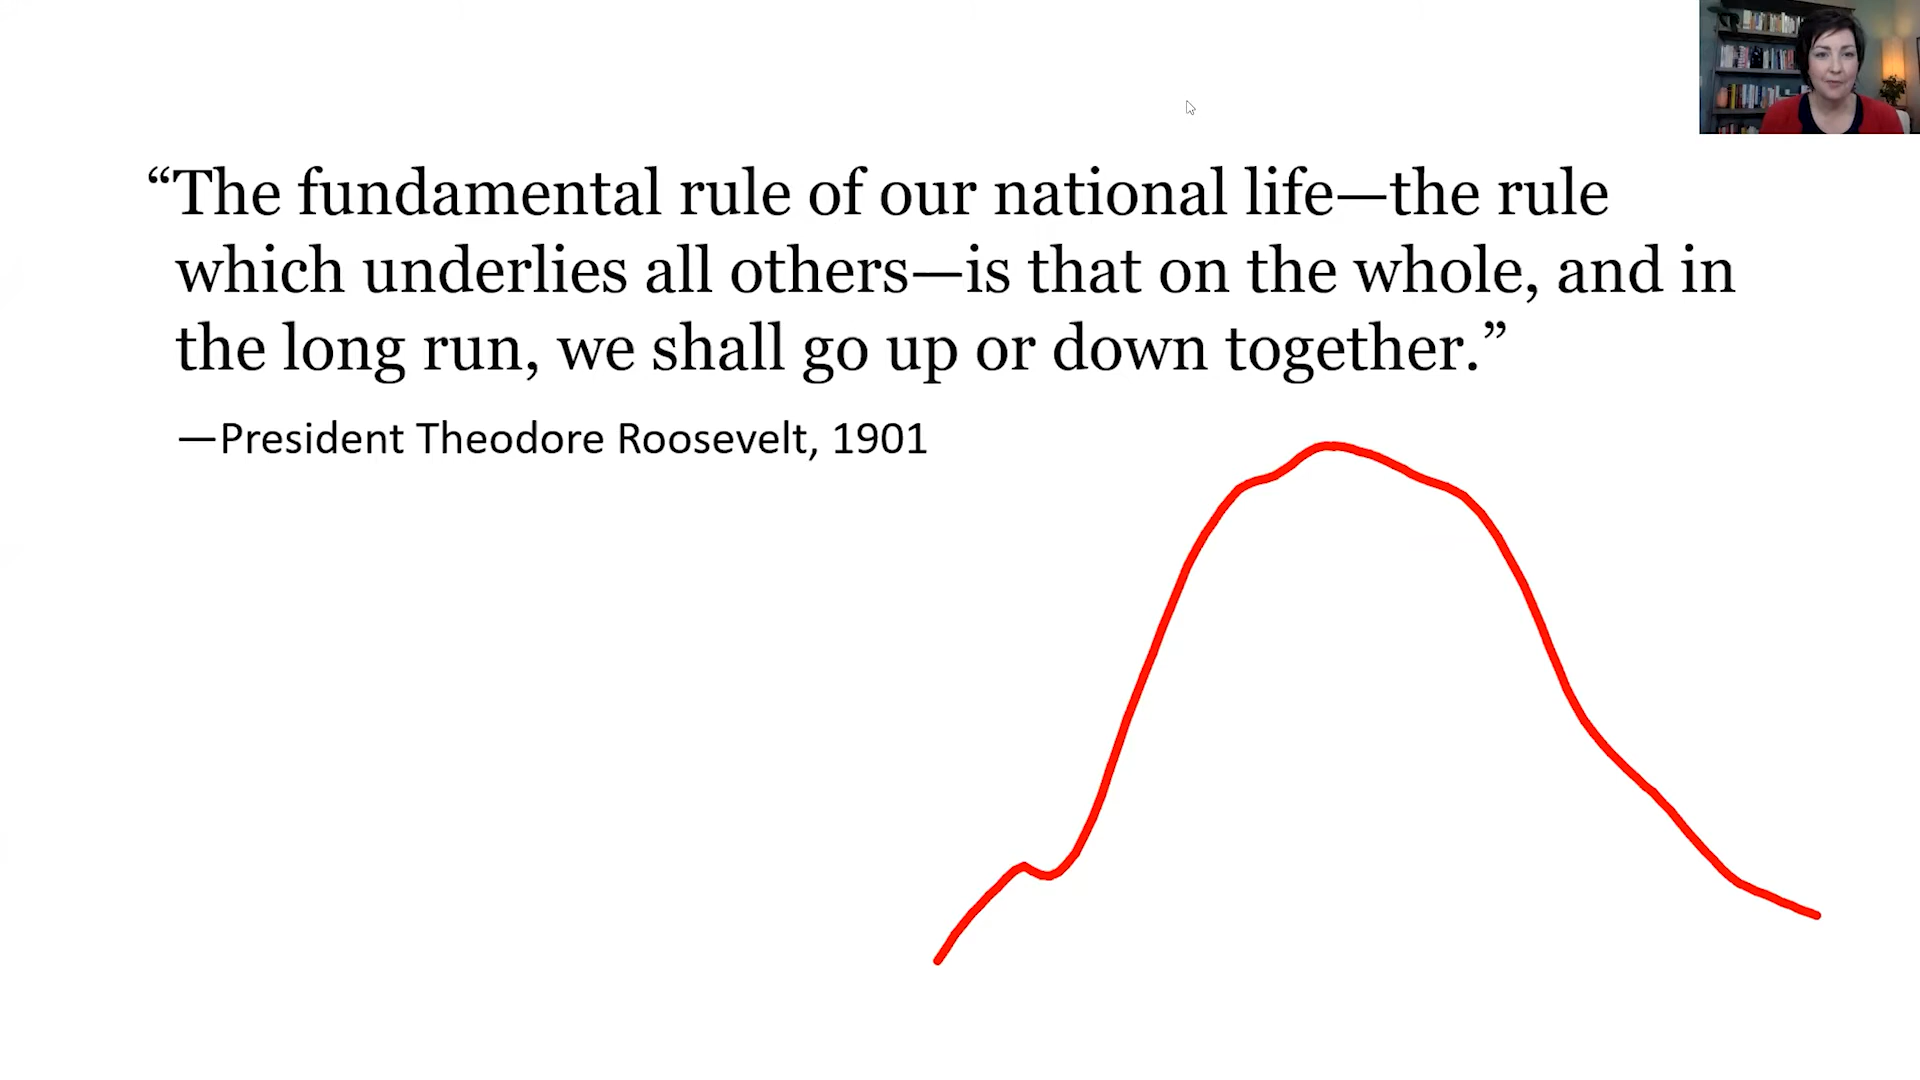 “The fundamental rule of our national life—the rule
which underlies all others—is that on the whole, and in
the long run, we shall go up or down together.”
—President Theodore Roosevelt, 1901